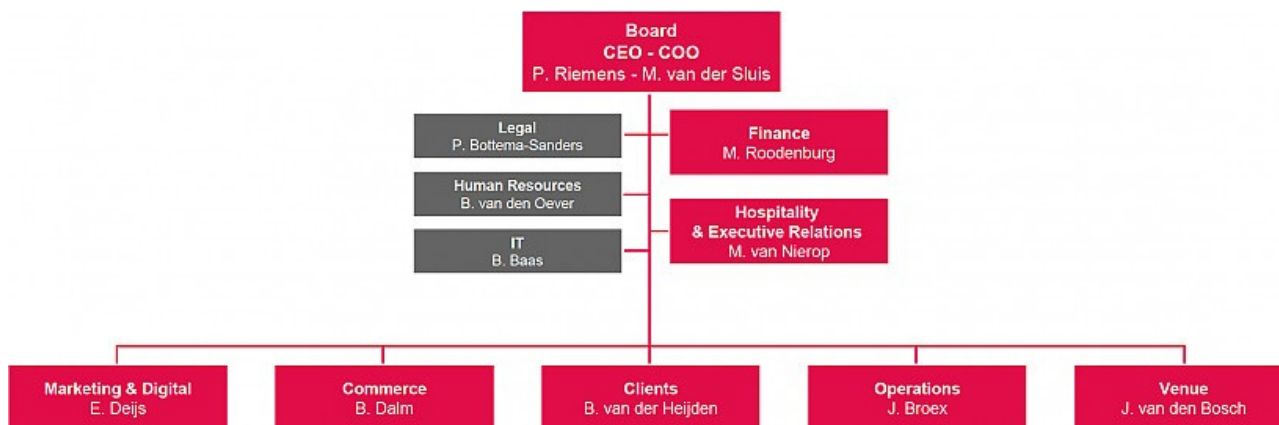 Board
CEO - COO
P. Riemens - M. van der Sluis
Legal
P. Bottema-Sanders
Finance
M. Roodenburg
Human Resources
B. van den Oever
Hospitality
& Executive Relations
M. van Nierop
IT
B. Baas
Marketing & Digital
E. Deijs
Commerce
B. Dalm
Clients
B. van der Heijden
Operations
J. Broex
Venue
J. van den Bosch